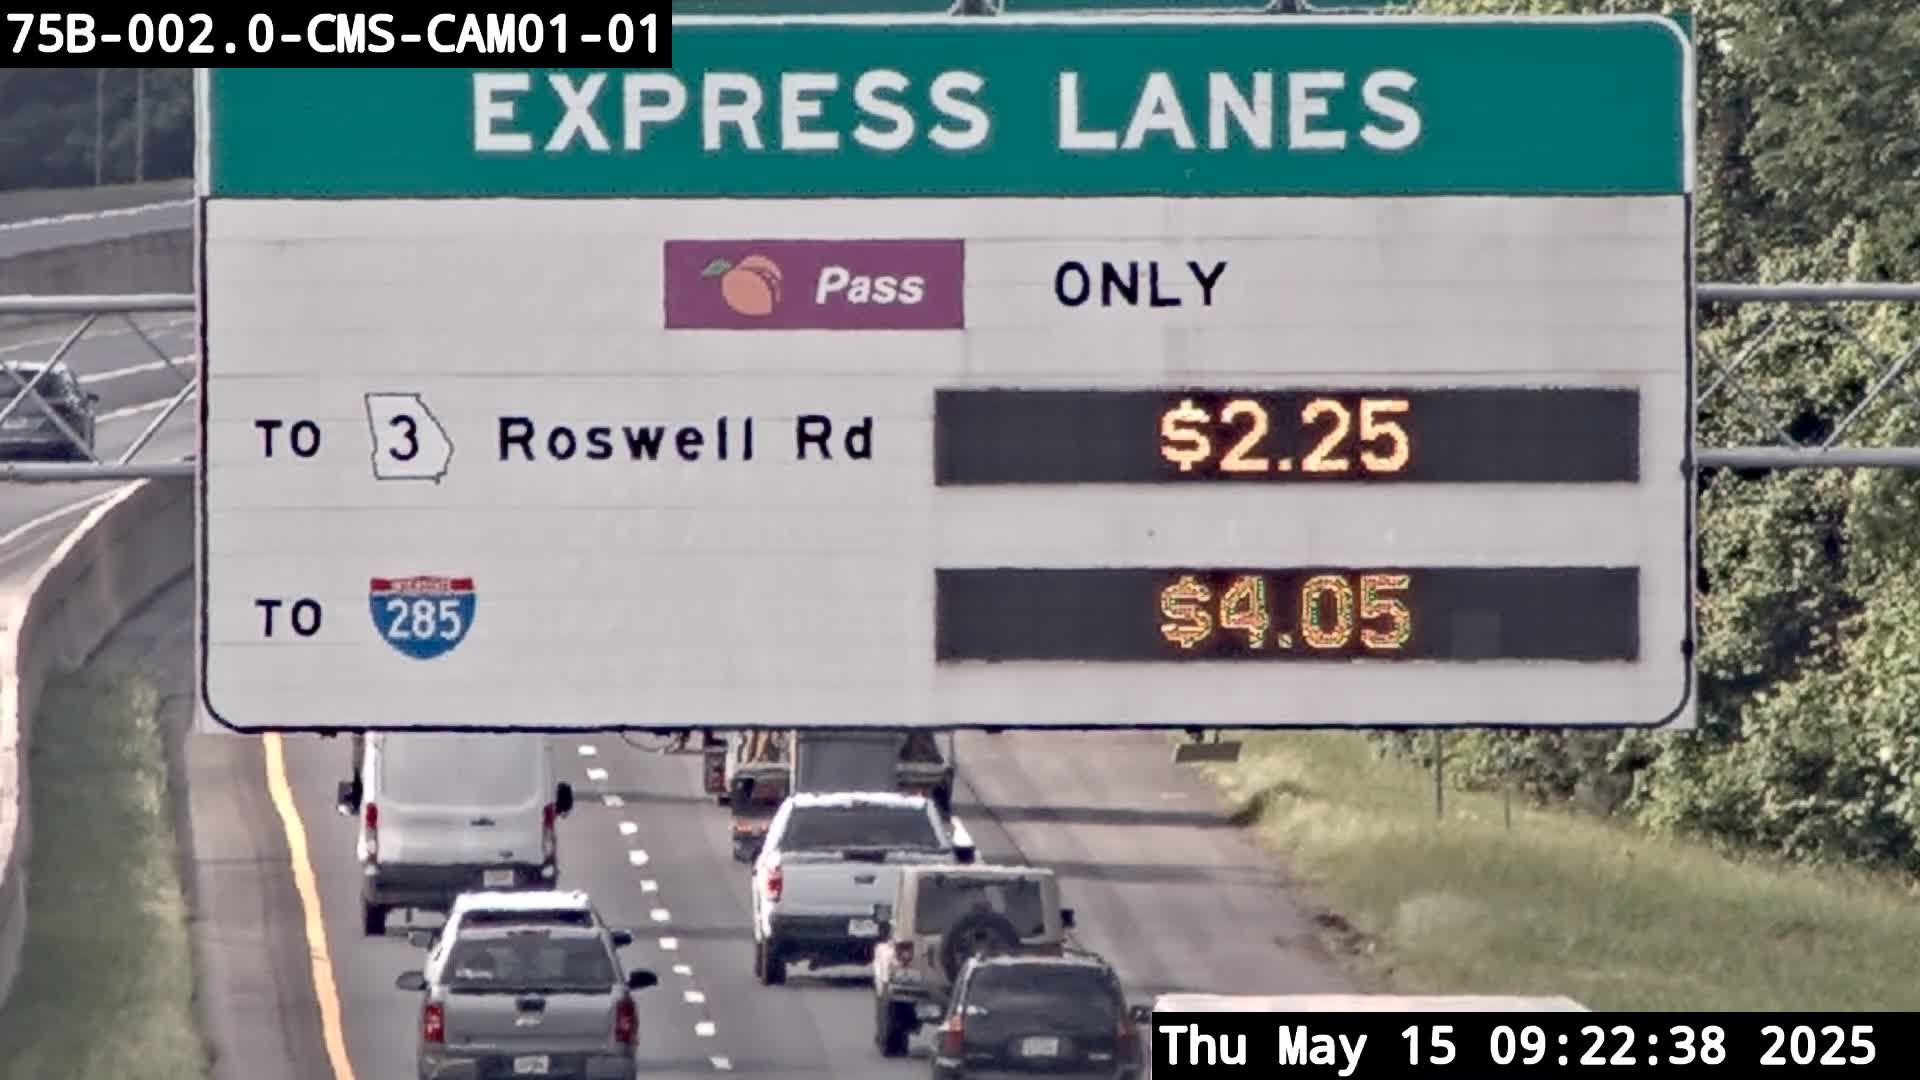 75B-002.0-CMS-CAM01-01
EXPRESS LANES
Pass ONLY
TO 3 Roswell Rd $2.25
INTERSTATE
TO 285 $4.05
Thu May 15 09:22:38 2025